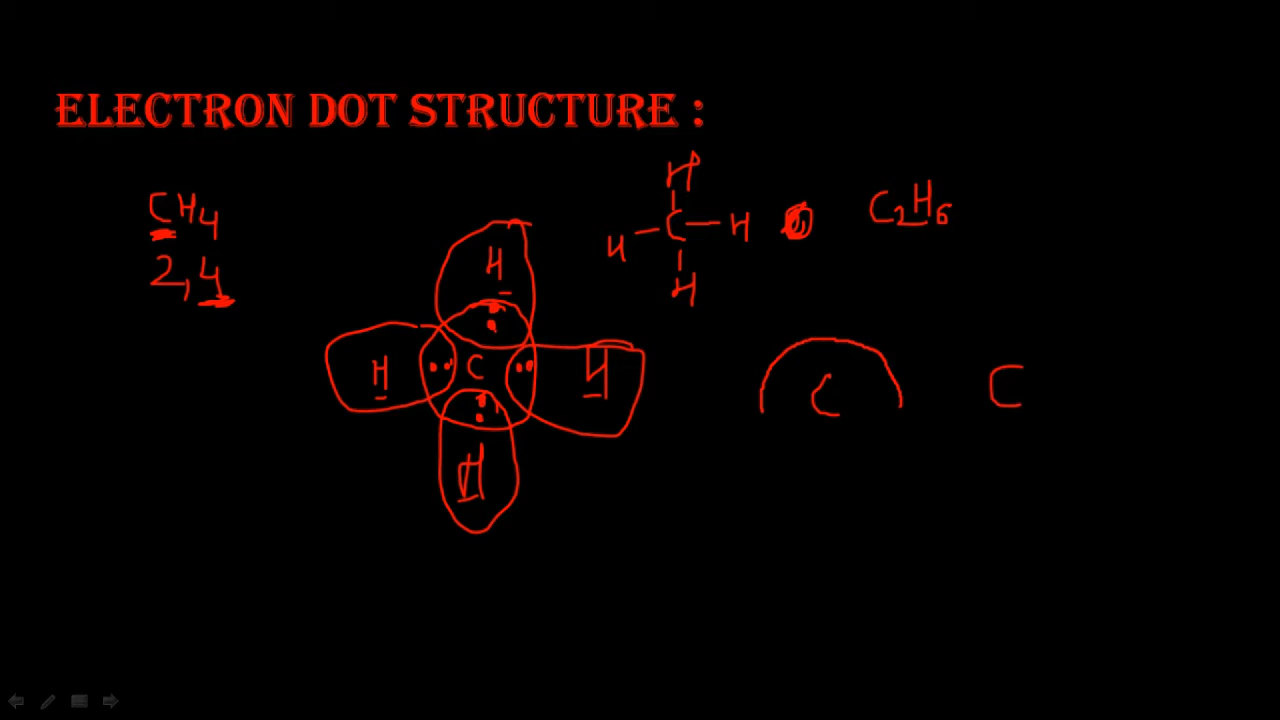 ELECTRON DOT STRUCTURE :
CH4
2,4
H
H C H
H
H
H C H
H
C2H6
C C